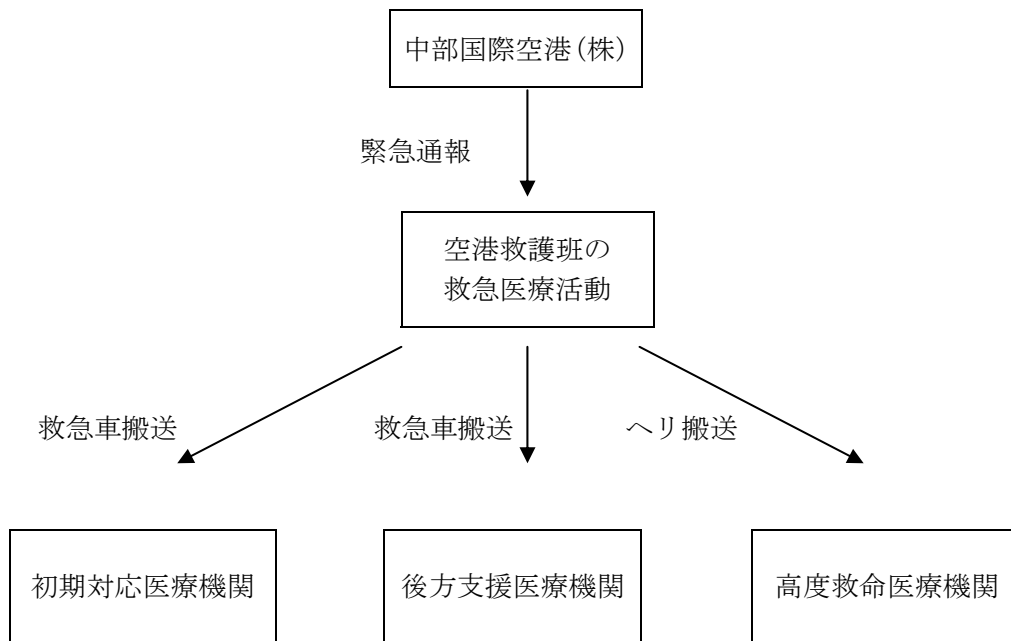 中部国際空港(株)
緊急通報
空港救護班の
救急医療活動
救急車搬送
救急車搬送
ヘリ搬送
初期対応医療機関
後方支援医療機関
高度救命医療機関